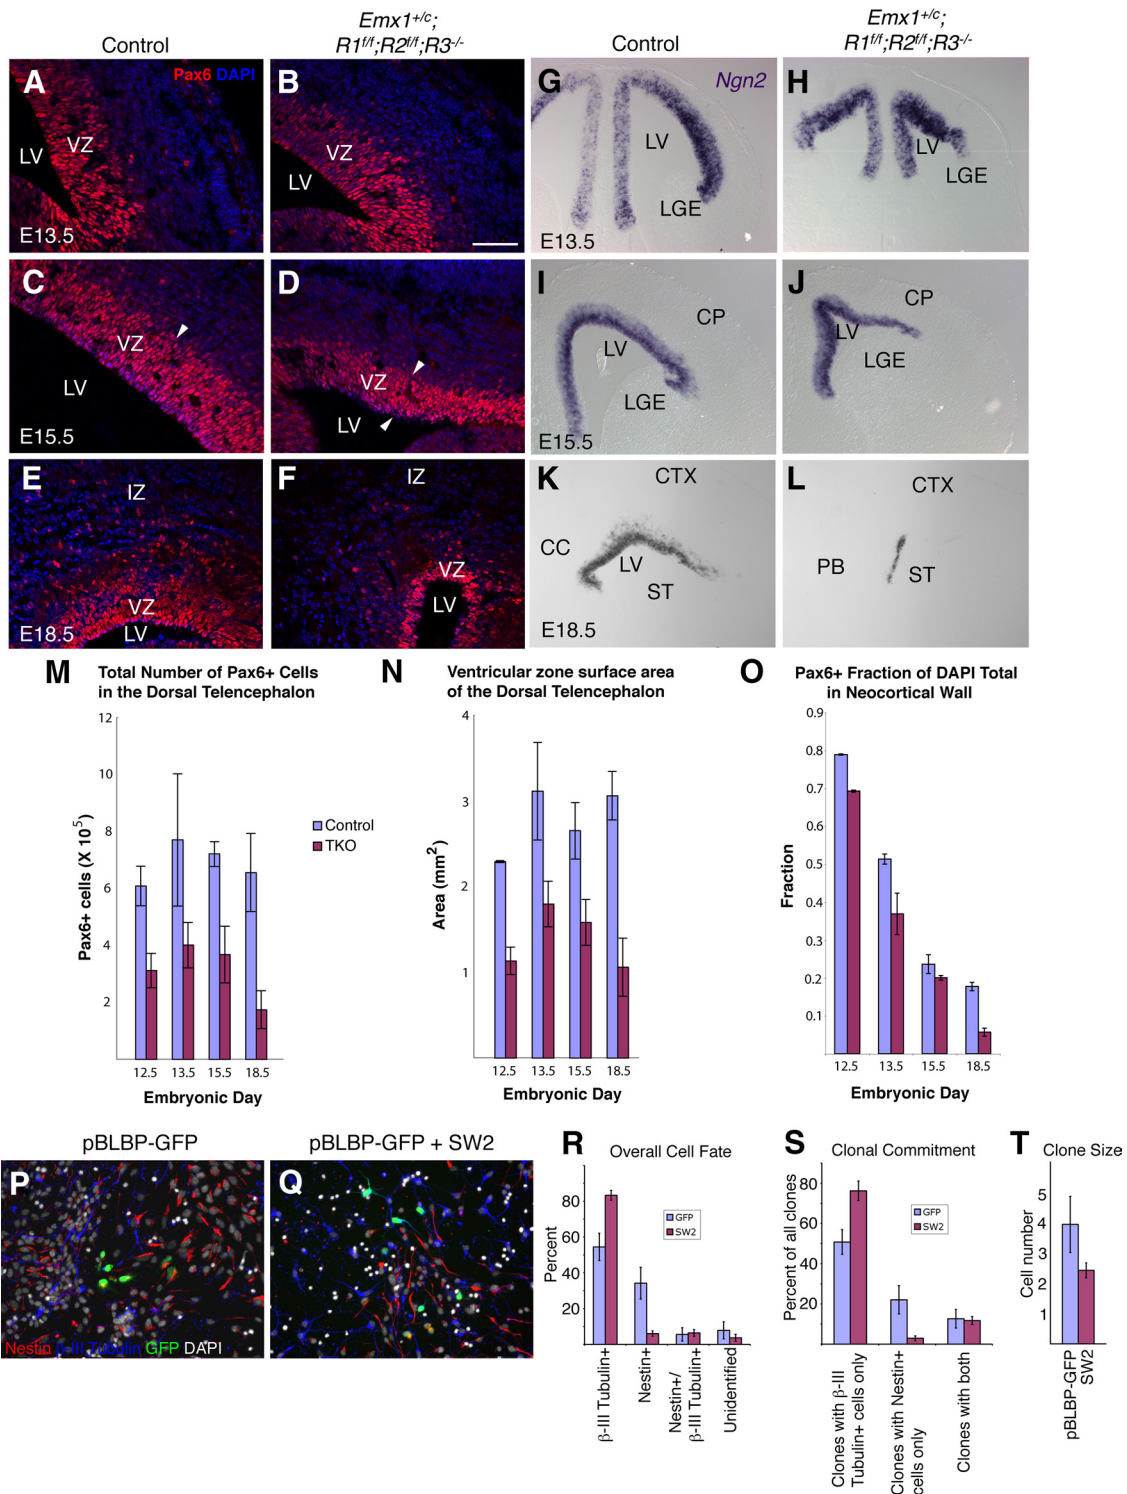 Control
Emx1+/c;
R1f/f;R2f/f;R3-/-
Control
Emx1+/c;
R1f/f;R2f/f;R3-/-
A
Pax6 DAPI
VZ
LV
E13.5
B
VZ
LV
G
Ngn2
LV
LGE
E13.5
H
LV
LGE
C
VZ
LV
E15.5
D
VZ
LV
I
CP
LV
LGE
E15.5
J
CP
LV
LGE
E
IZ
VZ
LV
E18.5
F
IZ
VZ
LV
K
CTX
CC
LV
ST
E18.5
L
CTX
PB
ST
M
Total Number of Pax6+ Cells
in the Dorsal Telencephalon
12
10
8
6
4
2
Pax6+ cells (X 10⁵)
12.5 13.5 15.5 18.5
Embryonic Day
Control
TKO
N
Ventricular zone surface area
of the Dorsal Telencephalon
4
3
2
1
Area (mm²)
12.5 13.5 15.5 18.5
Embryonic Day
O
Pax6+ Fraction of DAPI Total
in Neocortical Wall
0.9
0.8
0.7
0.6
0.5
0.4
0.3
0.2
0.1
Fraction
12.5 13.5 15.5 18.5
Embryonic Day
pBLBP-GFP
P
Nestin β-III Tubulin GFP DAPI
pBLBP-GFP + SW2
Q
R
Overall Cell Fate
80
60
40
20
Percent
GFP
SW2
β-III Tubulin+
Nestin+
Nestin+/
β-III Tubulin+
Unidentified
S
Clonal Commitment
80
60
40
20
Percent of all clones
GFP
SW2
Clones with β-III
Tubulin+ cells only
Clones with Nestin+
cells only
Clones with both
T
Clone Size
5
4
3
2
1
Cell number
pBLBP-GFP
SW2